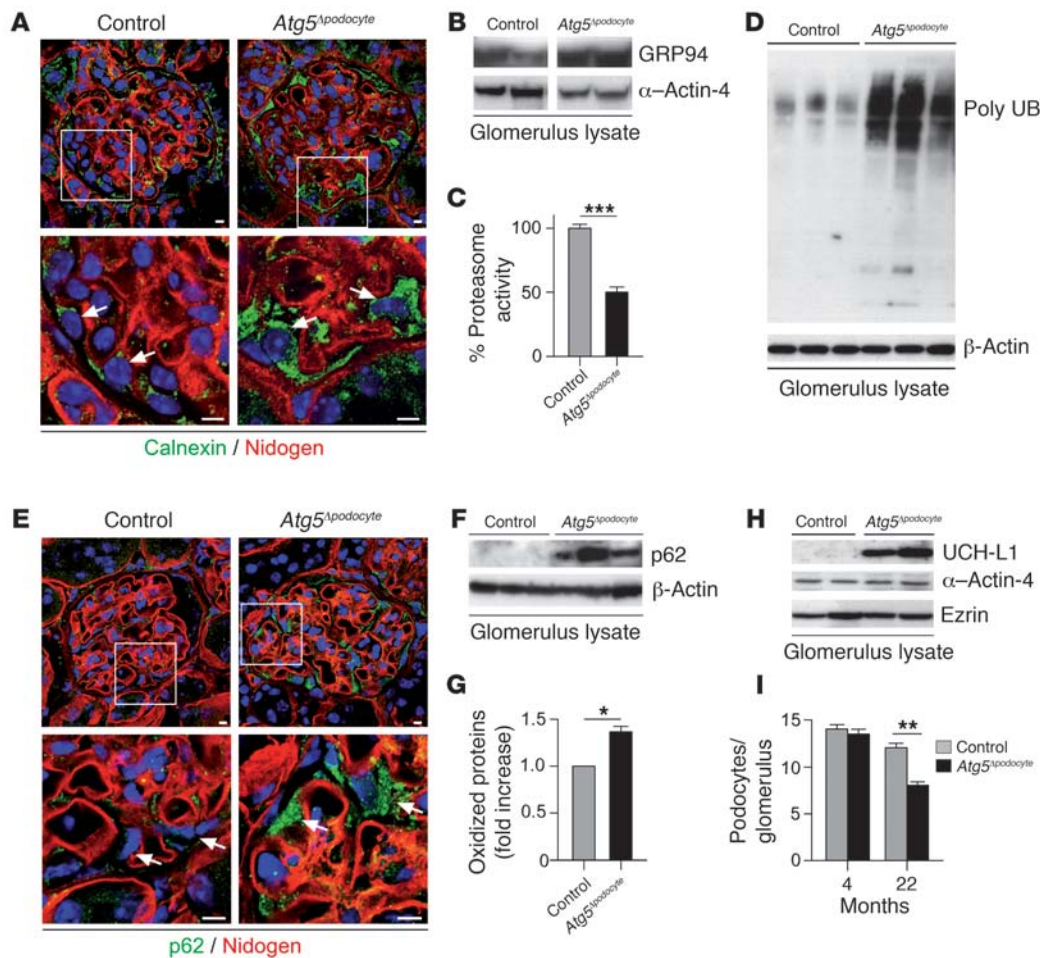 A
Control
Atg5Δpodocyte
Calnexin / Nidogen
B
Control
Atg5Δpodocyte
GRP94
α–Actin-4
Glomerulus lysate
C
***
% Proteasome
activity
100
50
0
Control
Atg5Δpodocyte
D
Control
Atg5Δpodocyte
Poly UB
β-Actin
Glomerulus lysate
E
Control
Atg5Δpodocyte
p62 / Nidogen
F
Control
Atg5Δpodocyte
p62
β-Actin
Glomerulus lysate
G
*
Oxidized proteins
(fold increase)
1.5
1.0
0.5
0
Control
Atg5Δpodocyte
H
Control
Atg5Δpodocyte
UCH-L1
α–Actin-4
Ezrin
Glomerulus lysate
I
**
Podocytes/
glomerulus
15
10
5
0
4
22
Months
Control
Atg5Δpodocyte